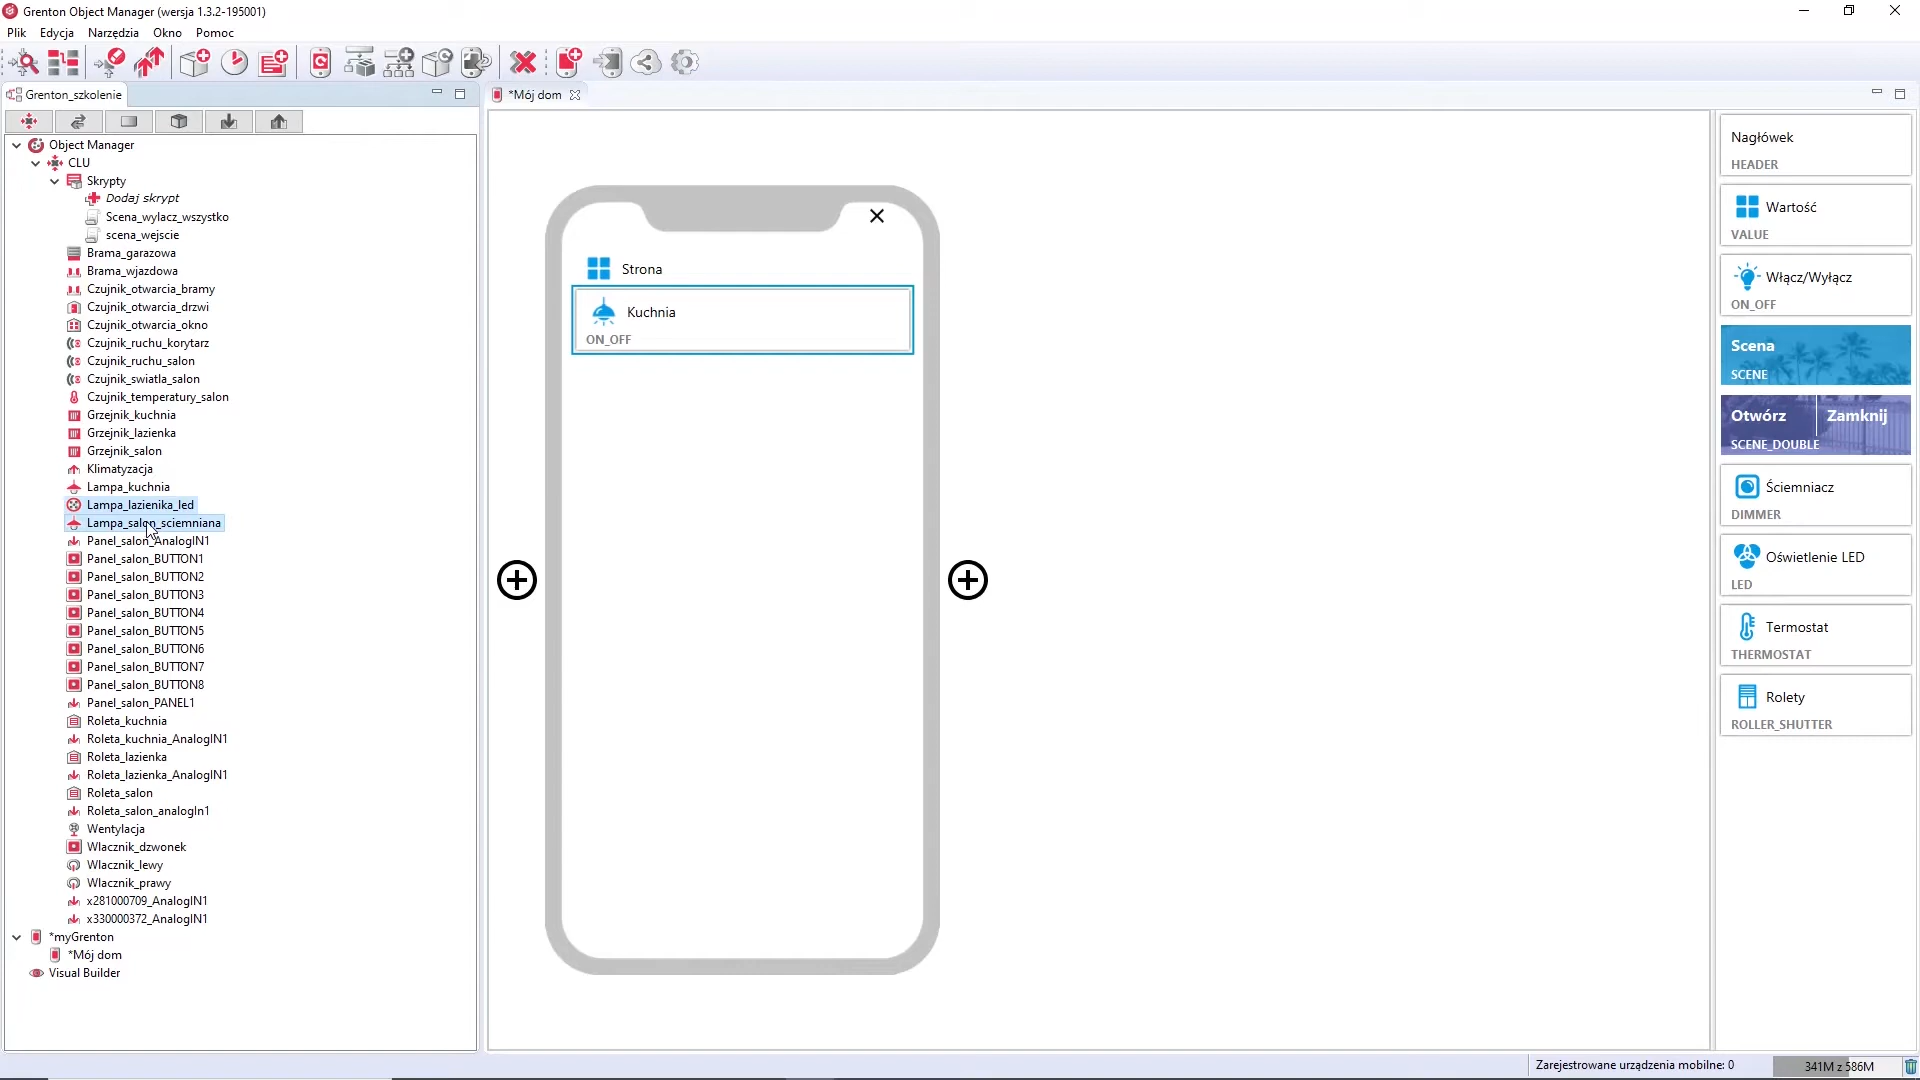 Grenton Object Manager (wersja 1.3.2-195001)
Plik Edycja Narzędzia Okno Pomoc
Grenton_szkolenie
*Mój dom
Object Manager
CLU
Skrypty
Dodaj skrypt
Scena_wylacz_wszystko
scena_wejscie
Brama_garazowa
Brama_wjazdowa
Czujnik_otwarcia_bramy
Czujnik_otwarcia_drzwi
Czujnik_otwarcia_okno
Czujnik_ruchu_korytarz
Czujnik_ruchu_salon
Czujnik_swiatla_salon
Czujnik_temperatury_salon
Grzejnik_kuchnia
Grzejnik_lazienka
Grzejnik_salon
Klimatyzacja
Lampa_kuchnia
Lampa_lazienika_led
Lampa_salon_sciemniana
Panel_salon_AnalogIN1
Panel_salon_BUTTON1
Panel_salon_BUTTON2
Panel_salon_BUTTON3
Panel_salon_BUTTON4
Panel_salon_BUTTON5
Panel_salon_BUTTON6
Panel_salon_BUTTON7
Panel_salon_BUTTON8
Panel_salon_PANEL1
Roleta_kuchnia
Roleta_kuchnia_AnalogIN1
Roleta_lazienka
Roleta_lazienka_AnalogIN1
Roleta_salon
Roleta_salon_analogIn1
Wentylacja
Wlacznik_dzwonek
Wlacznik_lewy
Wlacznik_prawy
x281000709_AnalogIN1
x330000372_AnalogIN1
*myGrenton
*Mój dom
Visual Builder
Strona
Kuchnia
ON_OFF
Nagłówek
HEADER
Wartość
VALUE
Włącz/Wyłącz
ON_OFF
Scena
SCENE
Otwórz Zamknij
SCENE_DOUBLE
Ściemniacz
DIMMER
Oświetlenie LED
LED
Termostat
THERMOSTAT
Rolety
ROLLER_SHUTTER
Zarejestrowane urządzenia mobilne: 0
341M z 586M